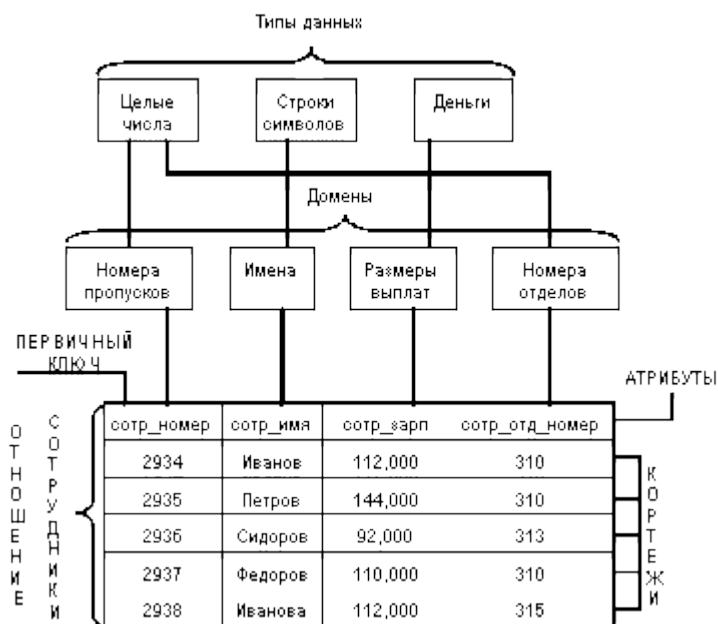 Типы данных
Целые числа
Строки символов
Деньги
Домены
Номера пропусков
Имена
Размеры выплат
Номера отделов
ПЕРВИЧНЫЙ КЛЮЧ
АТРИБУТЫ
ОТНОШЕНИЕ
СОТРУДНИКИ
сотр_номер сотр_имя сотр_зарп сотр_отд_номер
2934 Иванов 112,000 310
2935 Петров 144,000 310
2936 Сидоров 92,000 313
2937 Федоров 110,000 310
2938 Иванова 112,000 315
КОРТЕЖИ